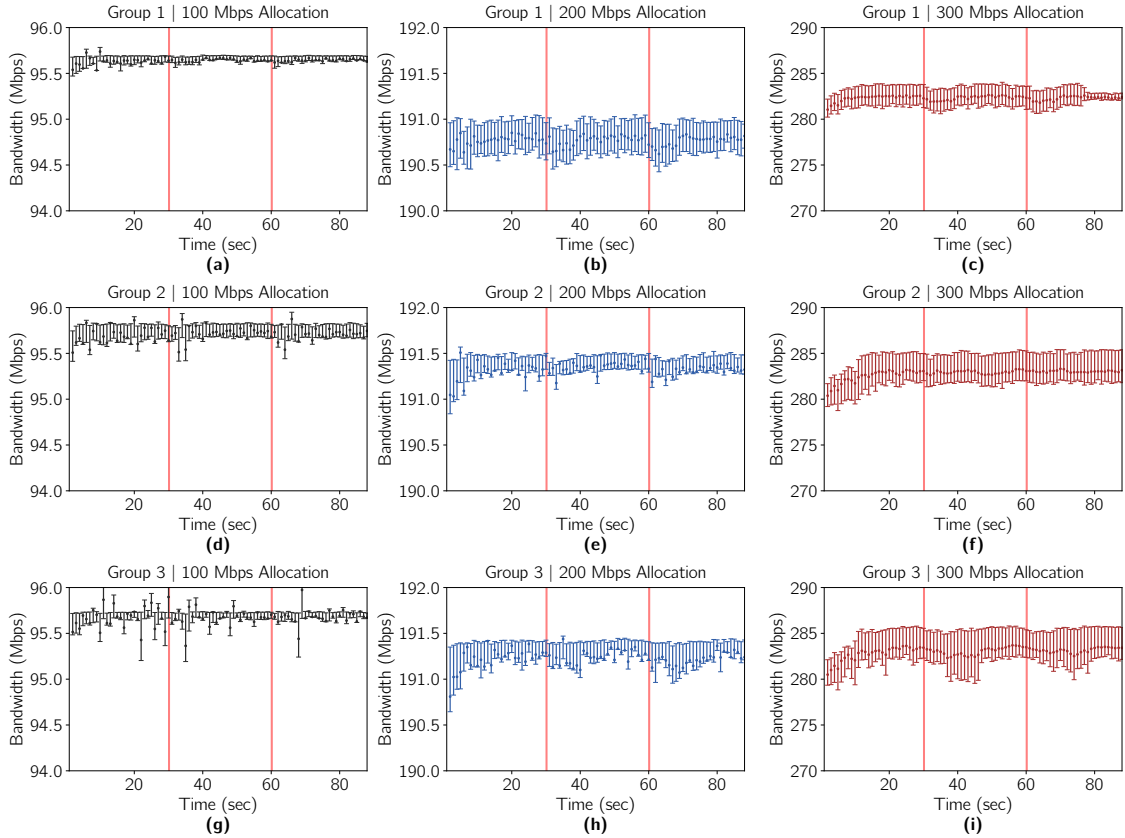 Group 1 | 100 Mbps Allocation
Bandwidth (Mbps)
96.0
95.5
95.0
94.5
94.0
20 40 60 80
Time (sec)
(a)
Group 1 | 200 Mbps Allocation
Bandwidth (Mbps)
192.0
191.5
191.0
190.5
190.0
20 40 60 80
Time (sec)
(b)
Group 1 | 300 Mbps Allocation
Bandwidth (Mbps)
290
285
280
275
270
20 40 60 80
Time (sec)
(c)
Group 2 | 100 Mbps Allocation
Bandwidth (Mbps)
96.0
95.5
95.0
94.5
94.0
20 40 60 80
Time (sec)
(d)
Group 2 | 200 Mbps Allocation
Bandwidth (Mbps)
192.0
191.5
191.0
190.5
190.0
20 40 60 80
Time (sec)
(e)
Group 2 | 300 Mbps Allocation
Bandwidth (Mbps)
290
285
280
275
270
20 40 60 80
Time (sec)
(f)
Group 3 | 100 Mbps Allocation
Bandwidth (Mbps)
96.0
95.5
95.0
94.5
94.0
20 40 60 80
Time (sec)
(g)
Group 3 | 200 Mbps Allocation
Bandwidth (Mbps)
192.0
191.5
191.0
190.5
190.0
20 40 60 80
Time (sec)
(h)
Group 3 | 300 Mbps Allocation
Bandwidth (Mbps)
290
285
280
275
270
20 40 60 80
Time (sec)
(i)